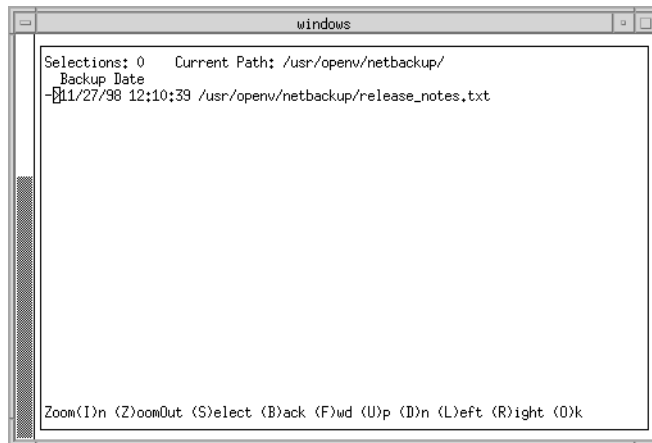 windows
Selections: 0    Current Path: /usr/openv/netbackup/
  Backup Date
->11/27/98 12:10:39 /usr/openv/netbackup/release_notes.txt
Zoom(I)n (Z)oomOut (S)elect (B)ack (F)wd (U)p (D)n (L)eft (R)ight (O)k